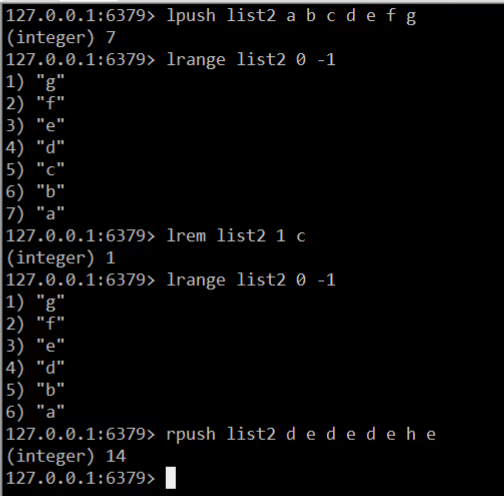 127.0.0.1:6379> lpush list2 a b c d e f g
(integer) 7
127.0.0.1:6379> lrange list2 0 -1
1) "g"
2) "f"
3) "e"
4) "d"
5) "c"
6) "b"
7) "a"
127.0.0.1:6379> lrem list2 1 c
(integer) 1
127.0.0.1:6379> lrange list2 0 -1
1) "g"
2) "f"
3) "e"
4) "d"
5) "b"
6) "a"
127.0.0.1:6379> rpush list2 d e d e d e h e
(integer) 14
127.0.0.1:6379>